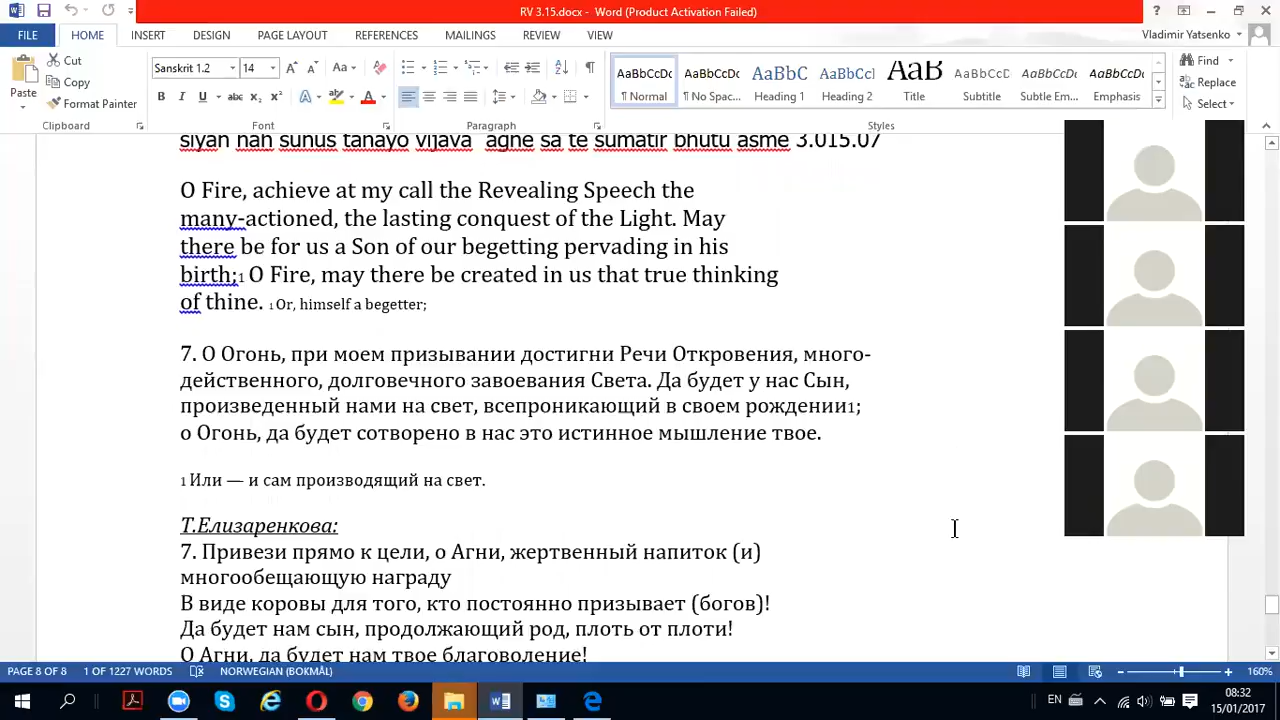 RV 3.15.docx - Word (Product Activation Failed)
FILE HOME INSERT DESIGN PAGE LAYOUT REFERENCES MAILINGS REVIEW VIEW Vladimir Yatsenko
Cut
Copy
Format Painter
Paste
Sanskrit 1.2 14
AaBbCcDc AaBbCcDc AaBbC AaBbCcI AaB AaBbCcD AaBbCcDc AaBbCcDc
¶ Normal ¶ No Spac... Heading 1 Heading 2 Title Subtitle Subtle Em... Emphasis
Find
Replace
Select
Clipboard Font Paragraph Styles Editing
siyan nah sunus tanayo vijava agne sa te sumatir bhutu asme 3.015.07
O Fire, achieve at my call the Revealing Speech the
many-actioned, the lasting conquest of the Light. May
there be for us a Son of our begetting pervading in his
birth;1 O Fire, may there be created in us that true thinking
of thine. 1 Or, himself a begetter;
7. О Огонь, при моем призывании достигни Речи Откровения, много-
действенного, долговечного завоевания Света. Да будет у нас Сын,
произведенный нами на свет, всепроникающий в своем рождении1;
о Огонь, да будет сотворено в нас это истинное мышление твое.
1 Или — и сам производящий на свет.
Т.Елизаренкова:
7. Привези прямо к цели, о Агни, жертвенный напиток (и)
многообещающую награду
В виде коровы для того, кто постоянно призывает (богов)!
Да будет нам сын, продолжающий род, плоть от плоти!
О Агни, да будет нам твое благоволение!
PAGE 8 OF 8 1 OF 1227 WORDS NORWEGIAN (BOKMÅL) 160%
EN 08:32
15/01/2017